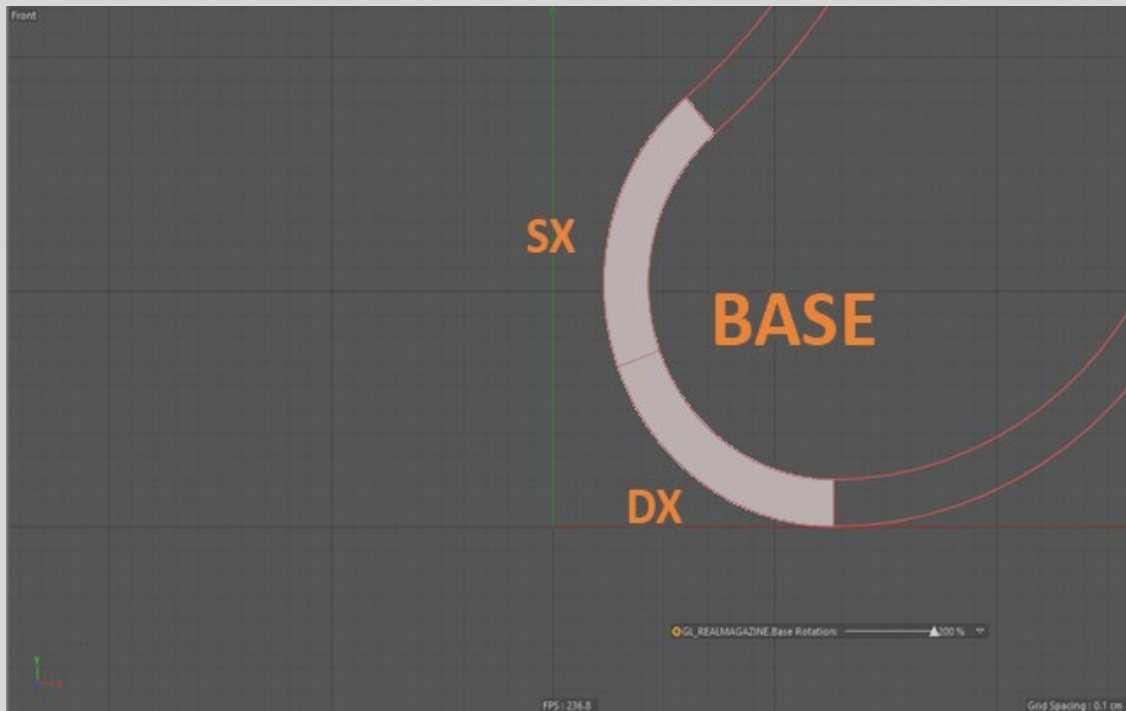 Front
SX
BASE
DX
GL_REALMAGAZINE.Base Rotation: 200 %
FPS : 236.8
Grid Spacing : 0.1 cm